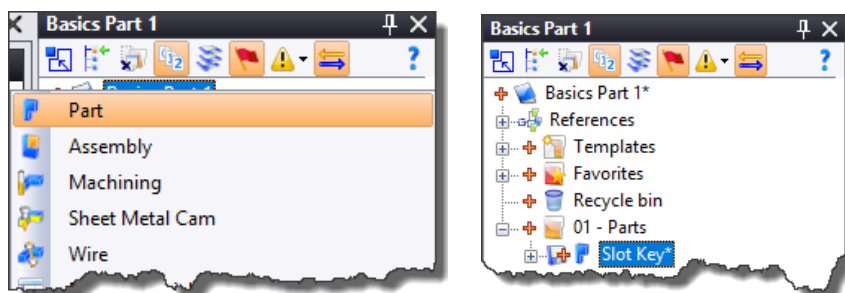 Basics Part 1
Part
Assembly
Machining
Sheet Metal Cam
Wire
Basics Part 1
Basics Part 1*
References
Templates
Favorites
Recycle bin
01 - Parts
Slot Key*